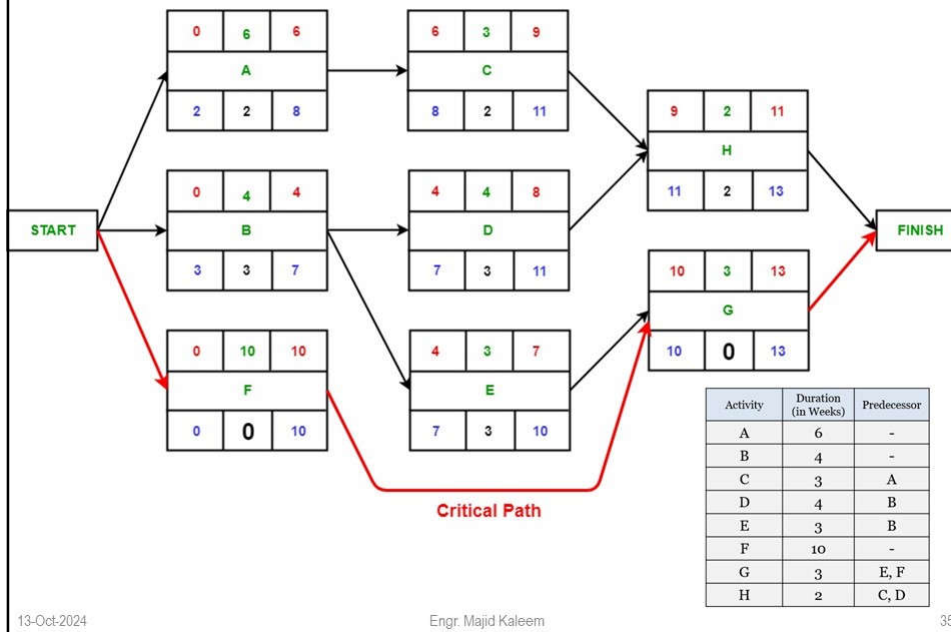 0 6 6
A
2 2 8
6 3 9
C
8 2 11
9 2 11
H
11 2 13
START
0 4 4
B
3 3 7
4 4 8
D
7 3 11
FINISH
10 3 13
G
10 0 13
0 10 10
F
0 0 10
4 3 7
E
7 3 10
Critical Path
Activity Duration (in Weeks) Predecessor
A 6 -
B 4 -
C 3 A
D 4 B
E 3 B
F 10 -
G 3 E, F
H 2 C, D
13-Oct-2024 Engr. Majid Kaleem